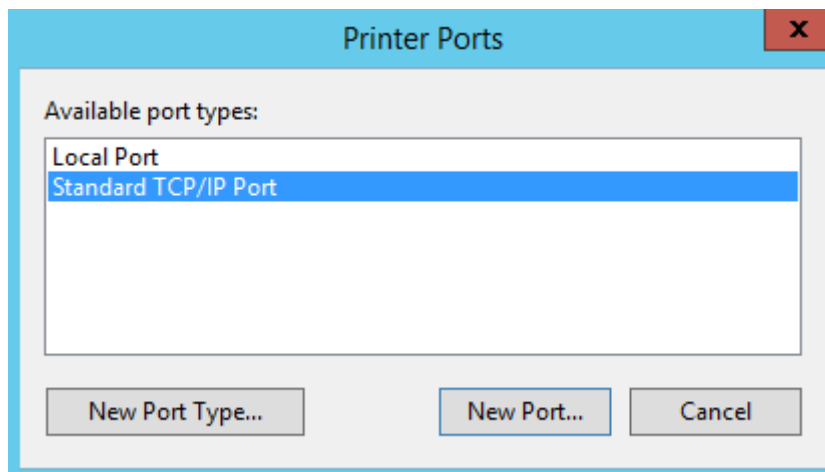 Printer Ports
x
Available port types:
Local Port
Standard TCP/IP Port
New Port Type... New Port... Cancel